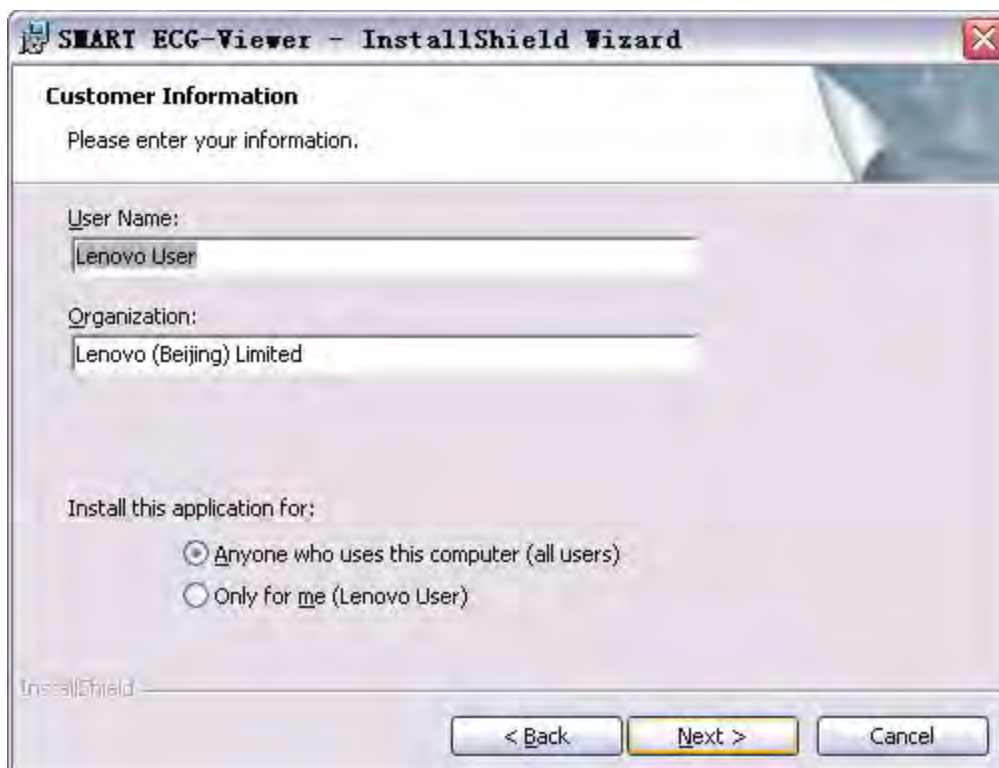 SMART ECG-Viewer - InstallShield Wizard
Customer Information
Please enter your information.
User Name:
Lenovo User
Organization:
Lenovo (Beijing) Limited
Install this application for:
Anyone who uses this computer (all users)
Only for me (Lenovo User)
InstallShield
< Back
Next >
Cancel